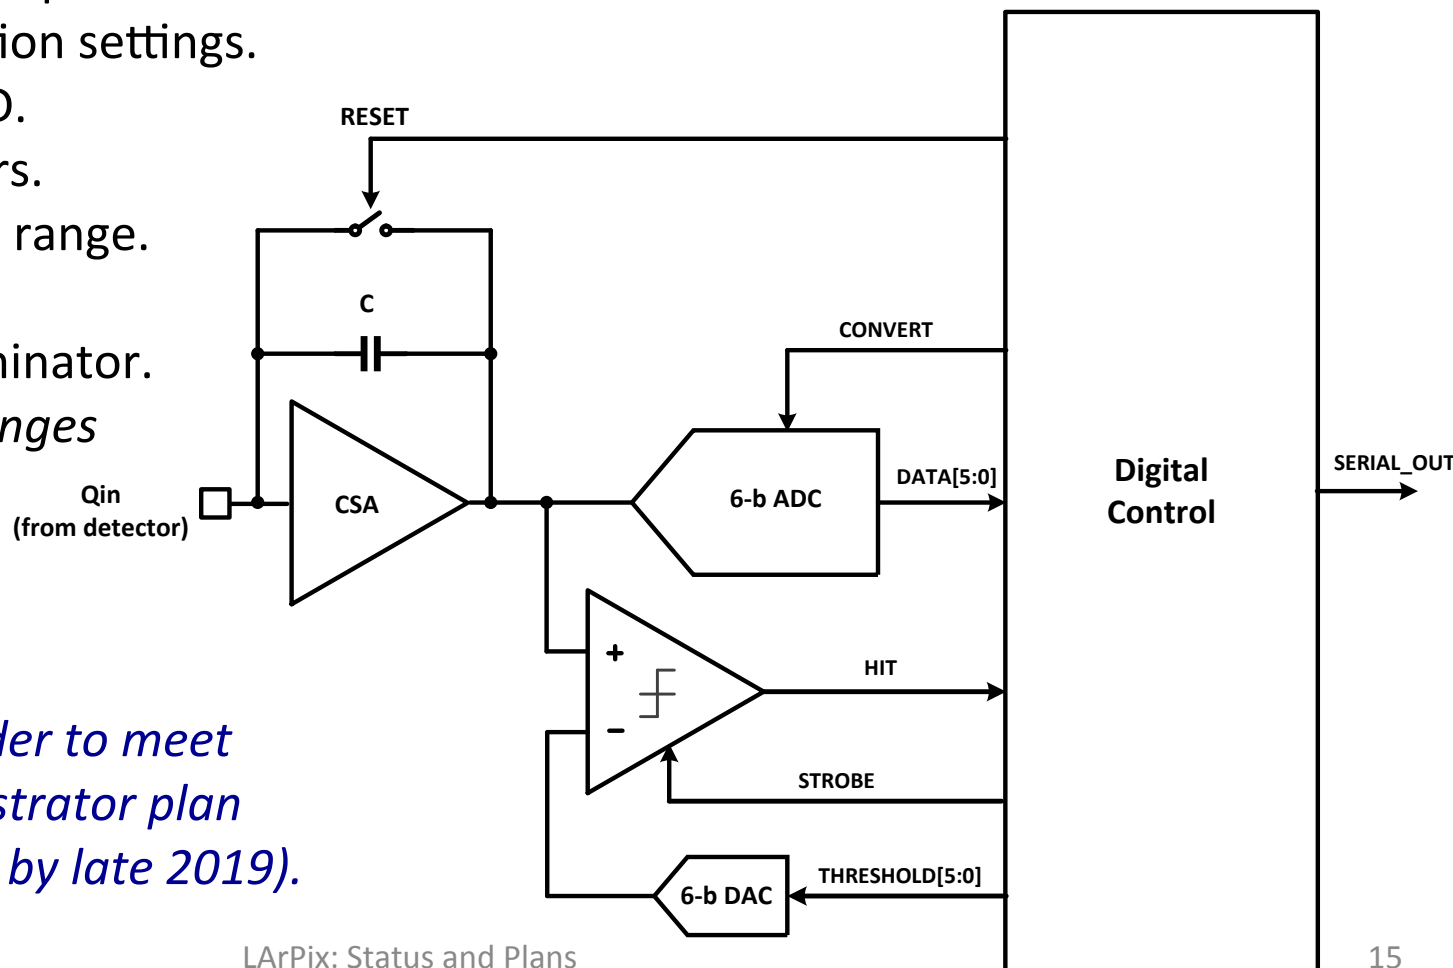 ion settings.
RESET
rs.
range.
C
CONVERT
ninator.
nges
Qin
(from detector)
CSA
6-b ADC
DATA[5:0]
Digital
Control
SERIAL_OUT
+
HIT
−
der to meet
STROBE
strator plan
by late 2019).
6-b DAC
THRESHOLD[5:0]
LArPix: Status and Plans
15